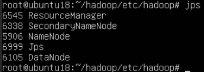 root@ubuntu18:~/hadoop/etc/hadoop# jps
6545 ResourceManager
6338 SecondaryNameNode
5906 NameNode
6999 Jps
6105 DataNode
root@ubuntu18:~/hadoop/etc/hadoop#